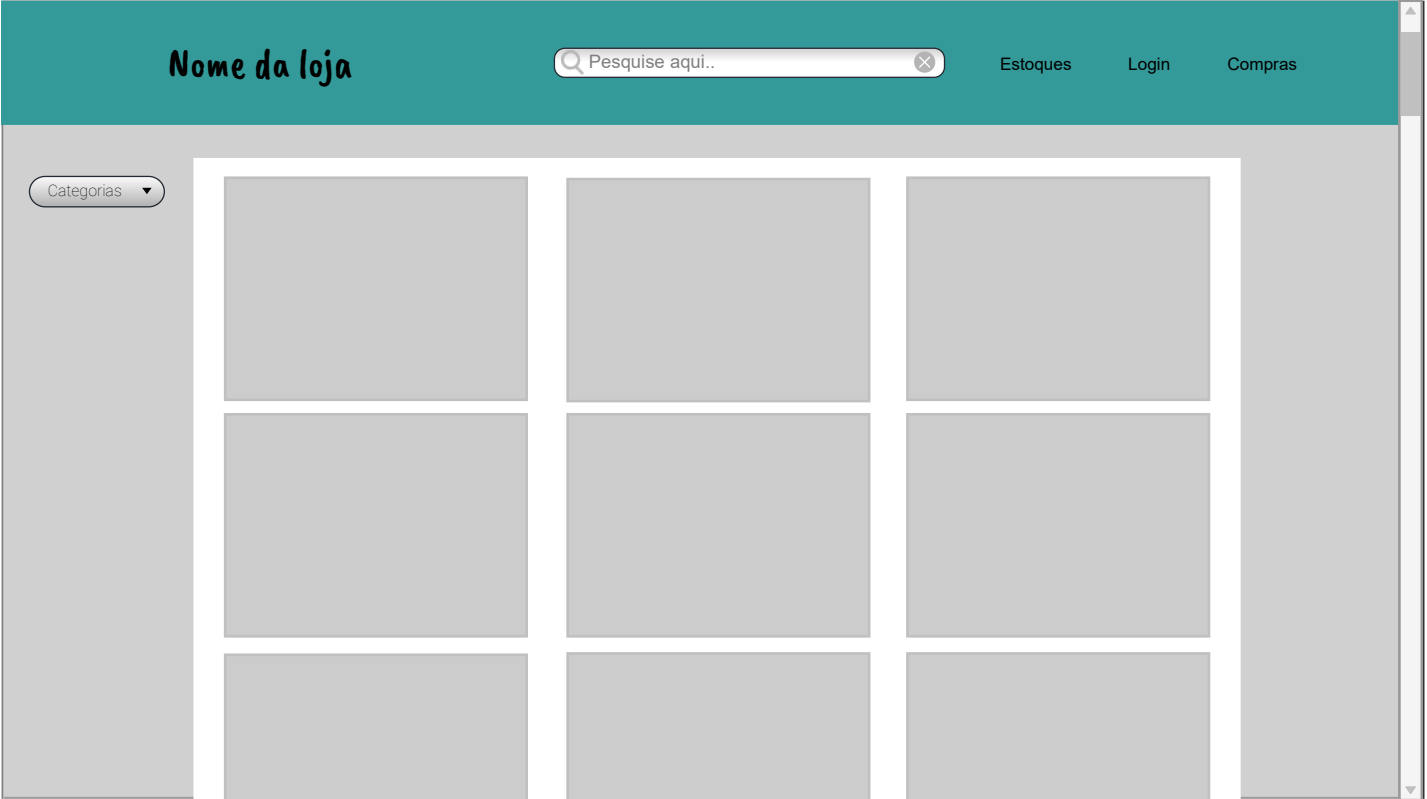 Nome da loja
Pesquise aqui..
Estoques
Login
Compras
Categorias